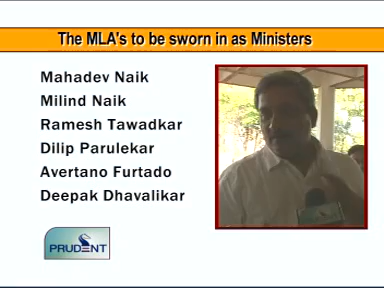 The MLA's to be sworn in as Ministers
Mahadev Naik
Milind Naik
Ramesh Tawadkar
Dilip Parulekar
Avertano Furtado
Deepak Dhavalikar
PRUDENT